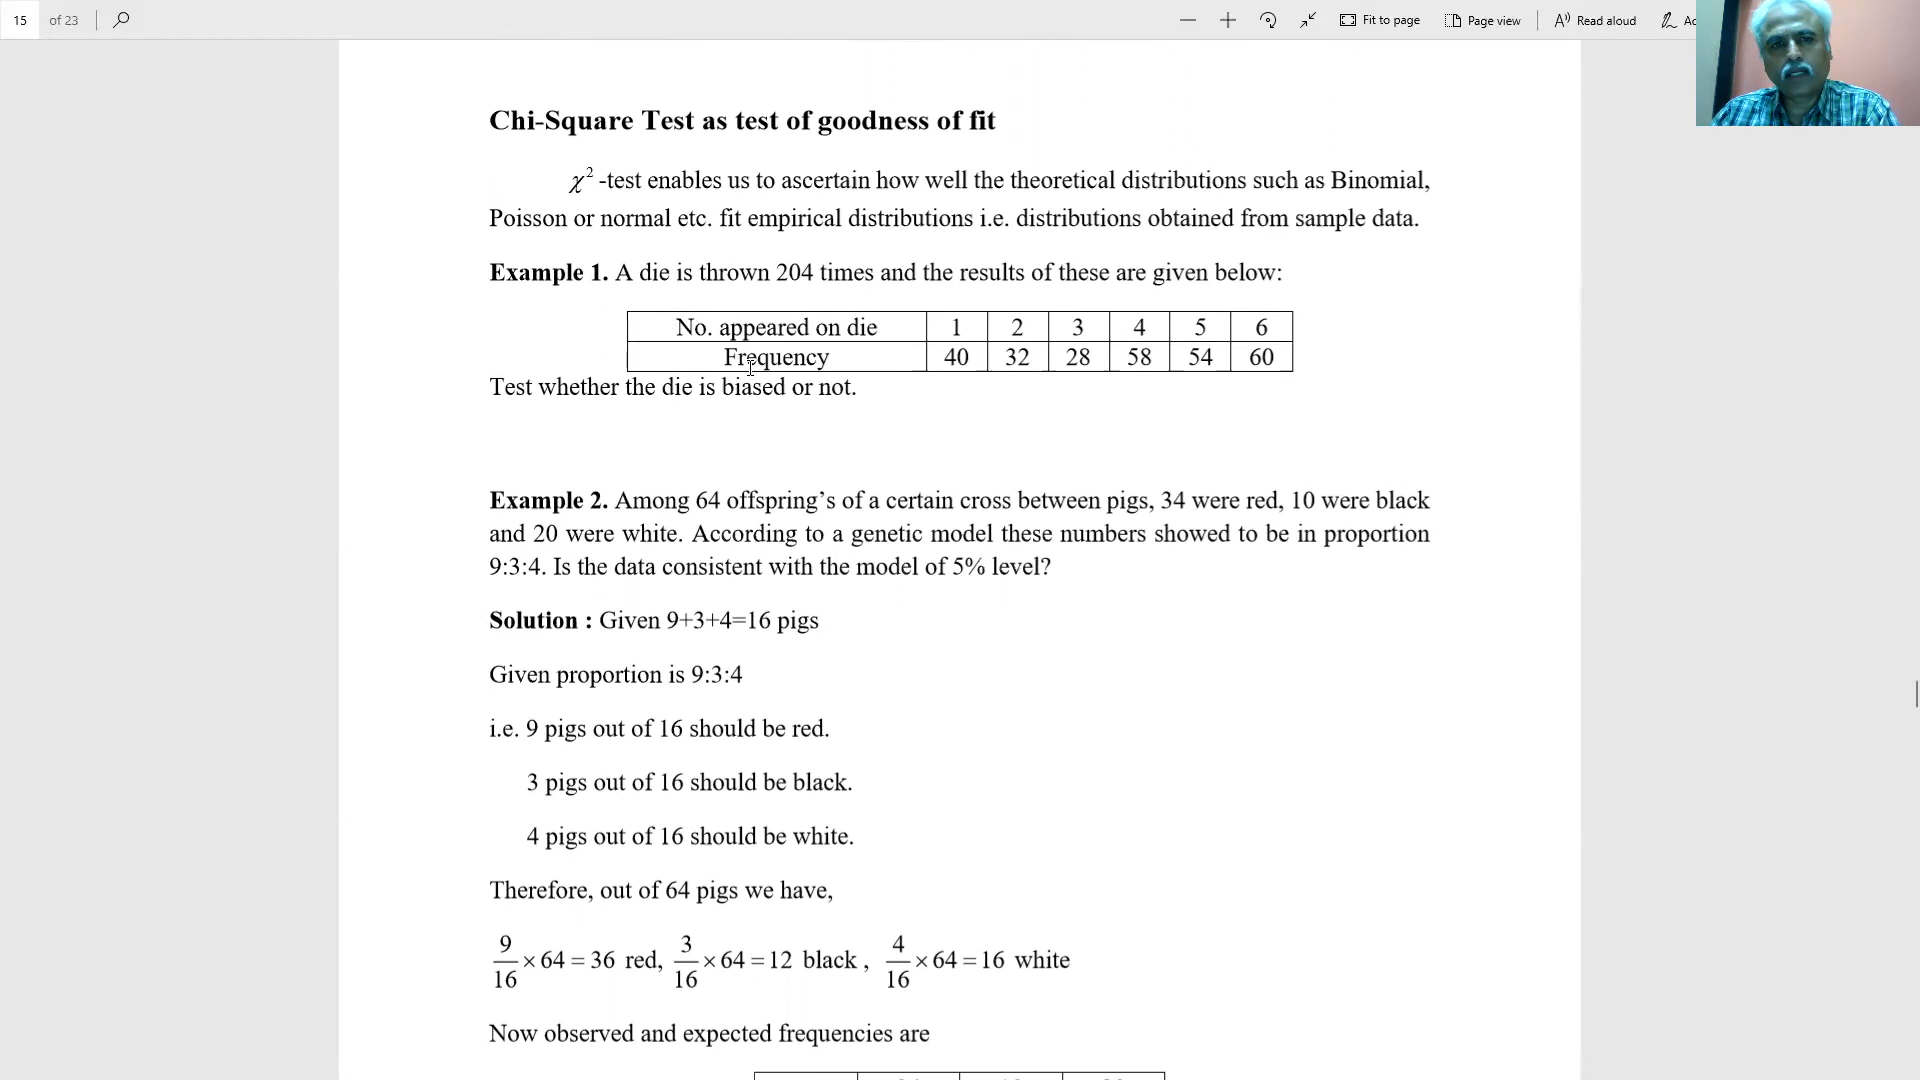 15 of 23 Fit to page Page view Read aloud
Chi-Square Test as test of goodness of fit
χ² -test enables us to ascertain how well the theoretical distributions such as Binomial,
Poisson or normal etc. fit empirical distributions i.e. distributions obtained from sample data.
Example 1. A die is thrown 204 times and the results of these are given below:
No. appeared on die 1 2 3 4 5 6
Frequency 40 32 28 58 54 60
Test whether the die is biased or not.
Example 2. Among 64 offspring’s of a certain cross between pigs, 34 were red, 10 were black
and 20 were white. According to a genetic model these numbers showed to be in proportion
9:3:4. Is the data consistent with the model of 5% level?
Solution : Given 9+3+4=16 pigs
Given proportion is 9:3:4
i.e. 9 pigs out of 16 should be red.
3 pigs out of 16 should be black.
4 pigs out of 16 should be white.
Therefore, out of 64 pigs we have,
9/16 × 64 = 36 red, 3/16 × 64 = 12 black , 4/16 × 64 = 16 white
Now observed and expected frequencies are